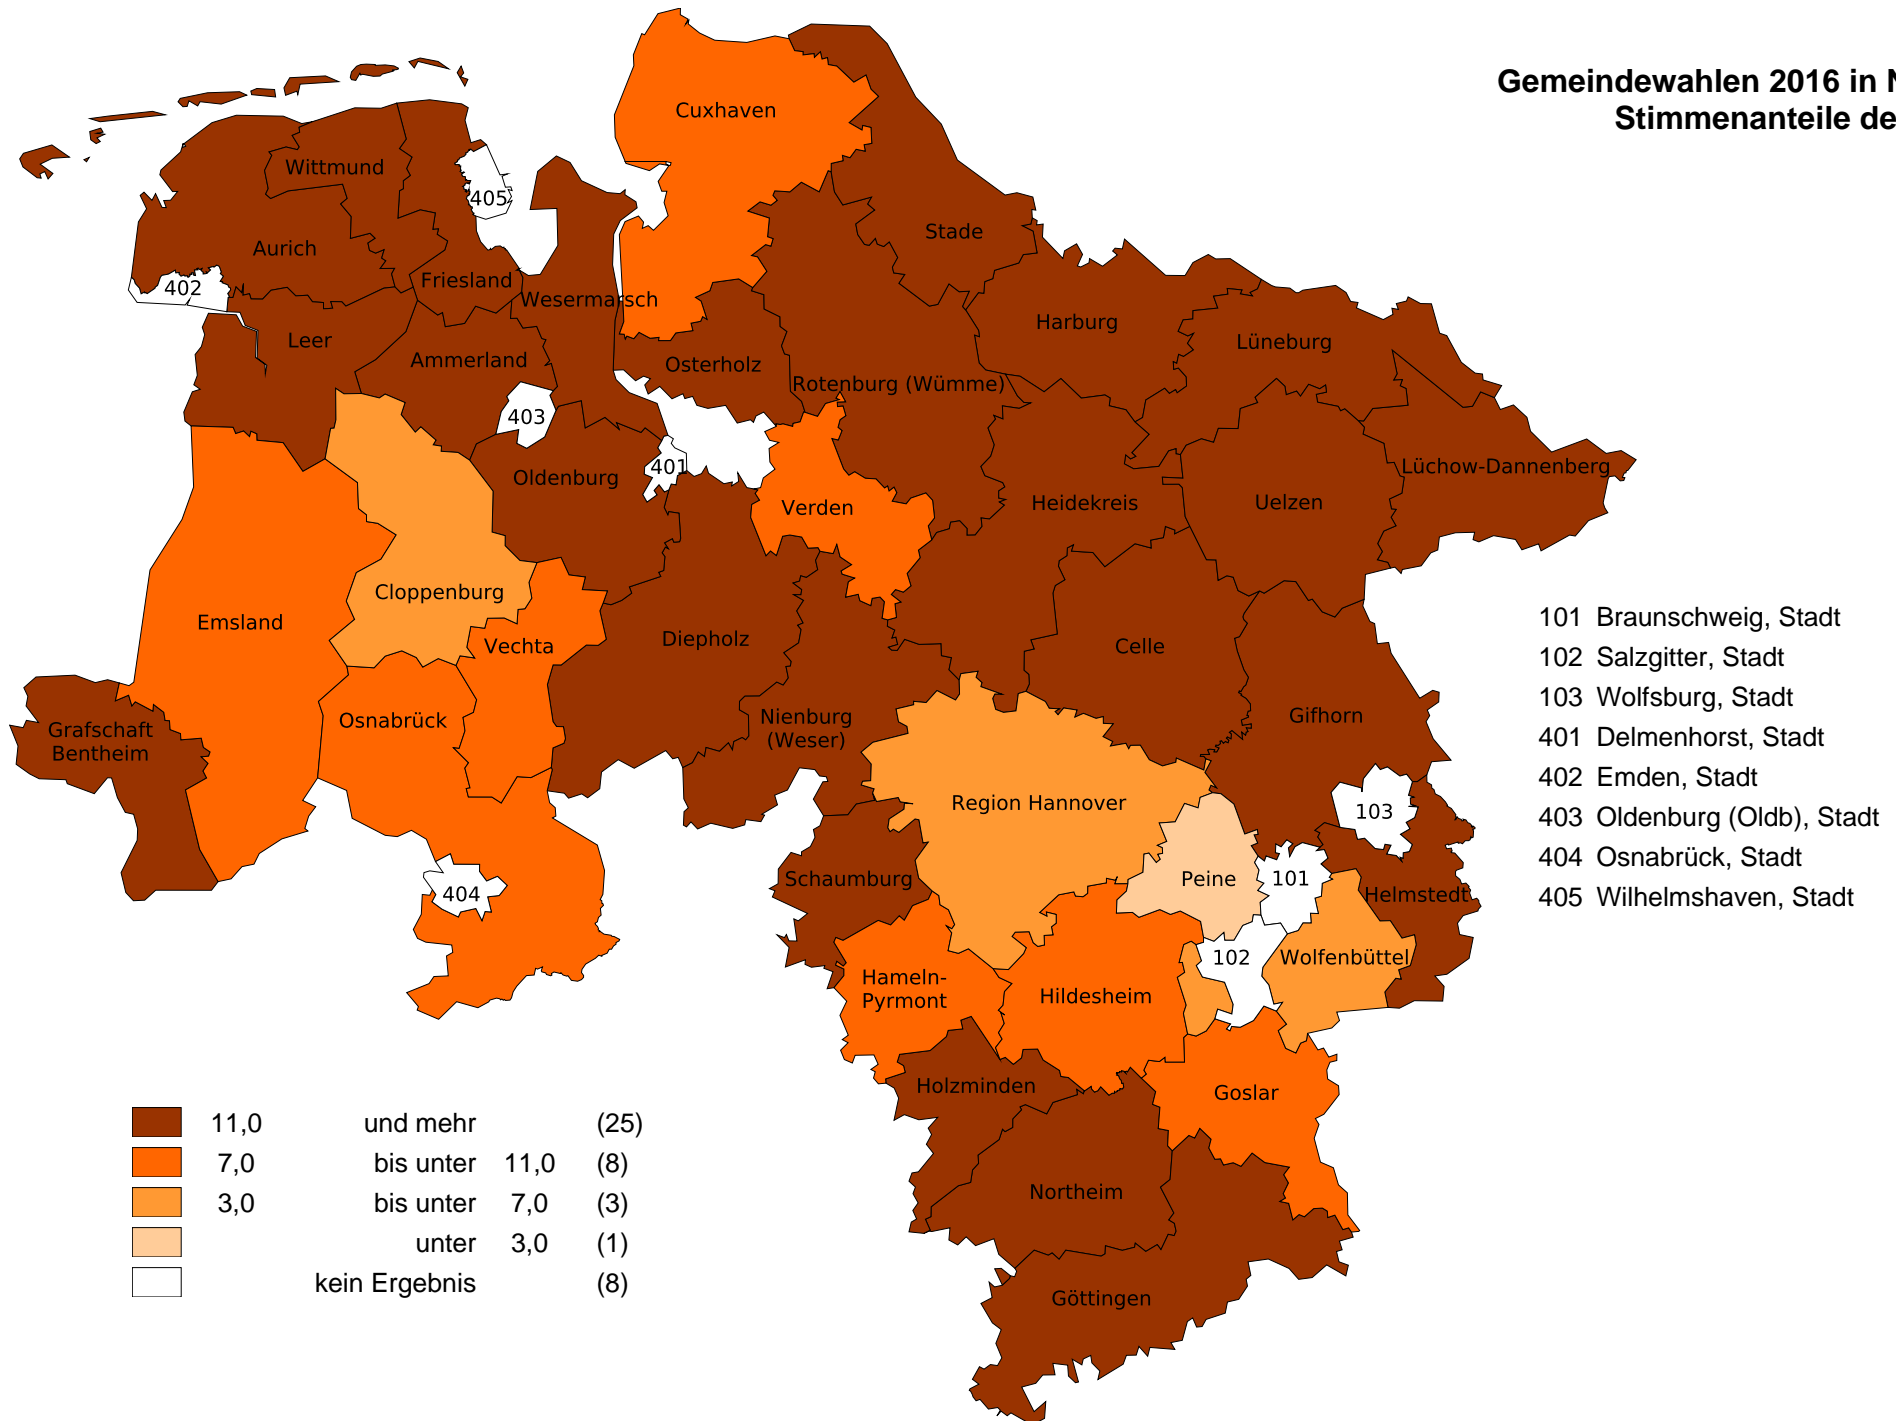 Gemeindewahlen 2016 in N
Stimmenanteile de
Cuxhaven
Wittmund
405
Stade
Aurich
Friesland
402
Wesermarsch
Harburg
Leer
Lüneburg
Ammerland
Osterholz
Rotenburg (Wümme)
403
401
Lüchow-Dannenberg
Oldenburg
Verden
Heidekreis
Uelzen
Cloppenburg
Emsland
Vechta
Diepholz
Celle
Grafschaft
Bentheim
Osnabrück
Nienburg
(Weser)
Gifhorn
Region Hannover
103
Schaumburg
Peine
101
404
Helmstedt
102
Wolfenbüttel
Hameln-
Pyrmont
Hildesheim
Holzminden
Goslar
Northeim
Göttingen
101 Braunschweig, Stadt
102 Salzgitter, Stadt
103 Wolfsburg, Stadt
401 Delmenhorst, Stadt
402 Emden, Stadt
403 Oldenburg (Oldb), Stadt
404 Osnabrück, Stadt
405 Wilhelmshaven, Stadt
11,0 und mehr (25)
7,0 bis unter 11,0 (8)
3,0 bis unter 7,0 (3)
unter 3,0 (1)
kein Ergebnis (8)